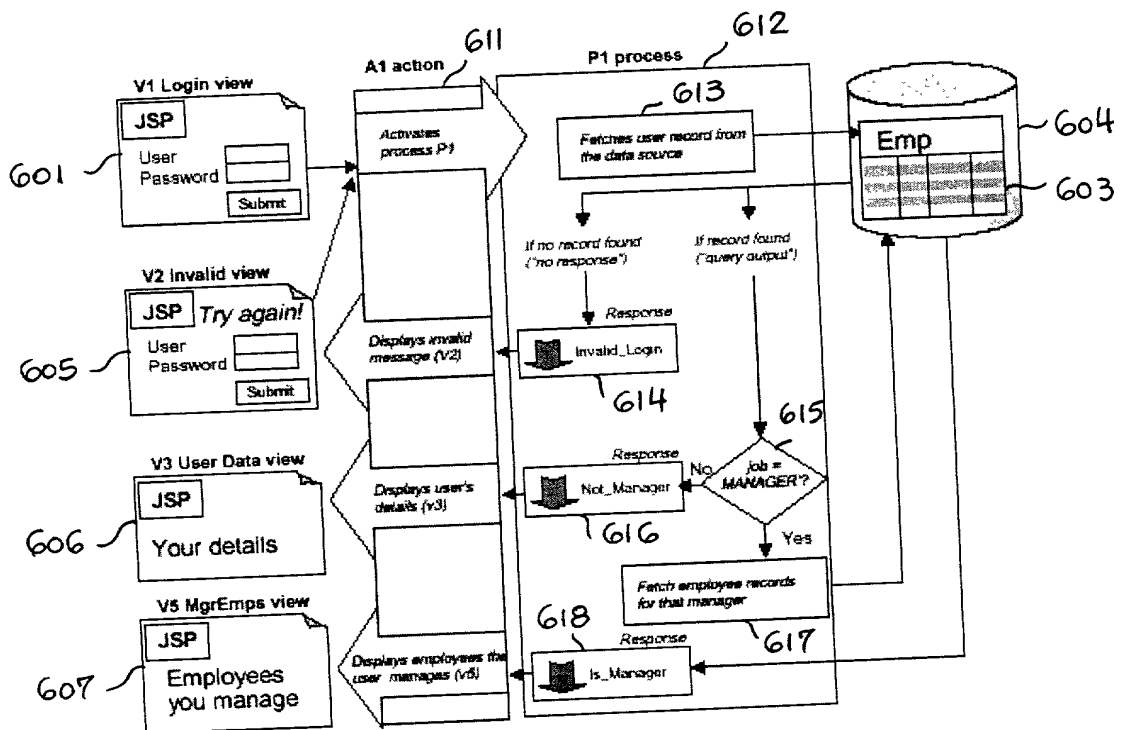 611
612
A1 action
P1 process
V1 Login view
JSP
User
Password
Submit
601
Activates
process P1
613
Fetches user record from
the data source
Emp
604
603
If no record found
("no response")
If record found
("query output")
V2 Invalid view
JSP
Try again!
User
Password
Submit
605
Displays invalid
message (V2)
Response
Invalid_Login
614
615
V3 User Data view
JSP
Your details
606
Displays user's
details (v3)
Response
Not_Manager
616
No
job =
MANAGER'?
Yes
Fetch employee records
for that manager
617
V5 MgrEmps view
JSP
Employees
you manage
607
Displays employees the
user manages (v5)
618
Response
Is_Manager